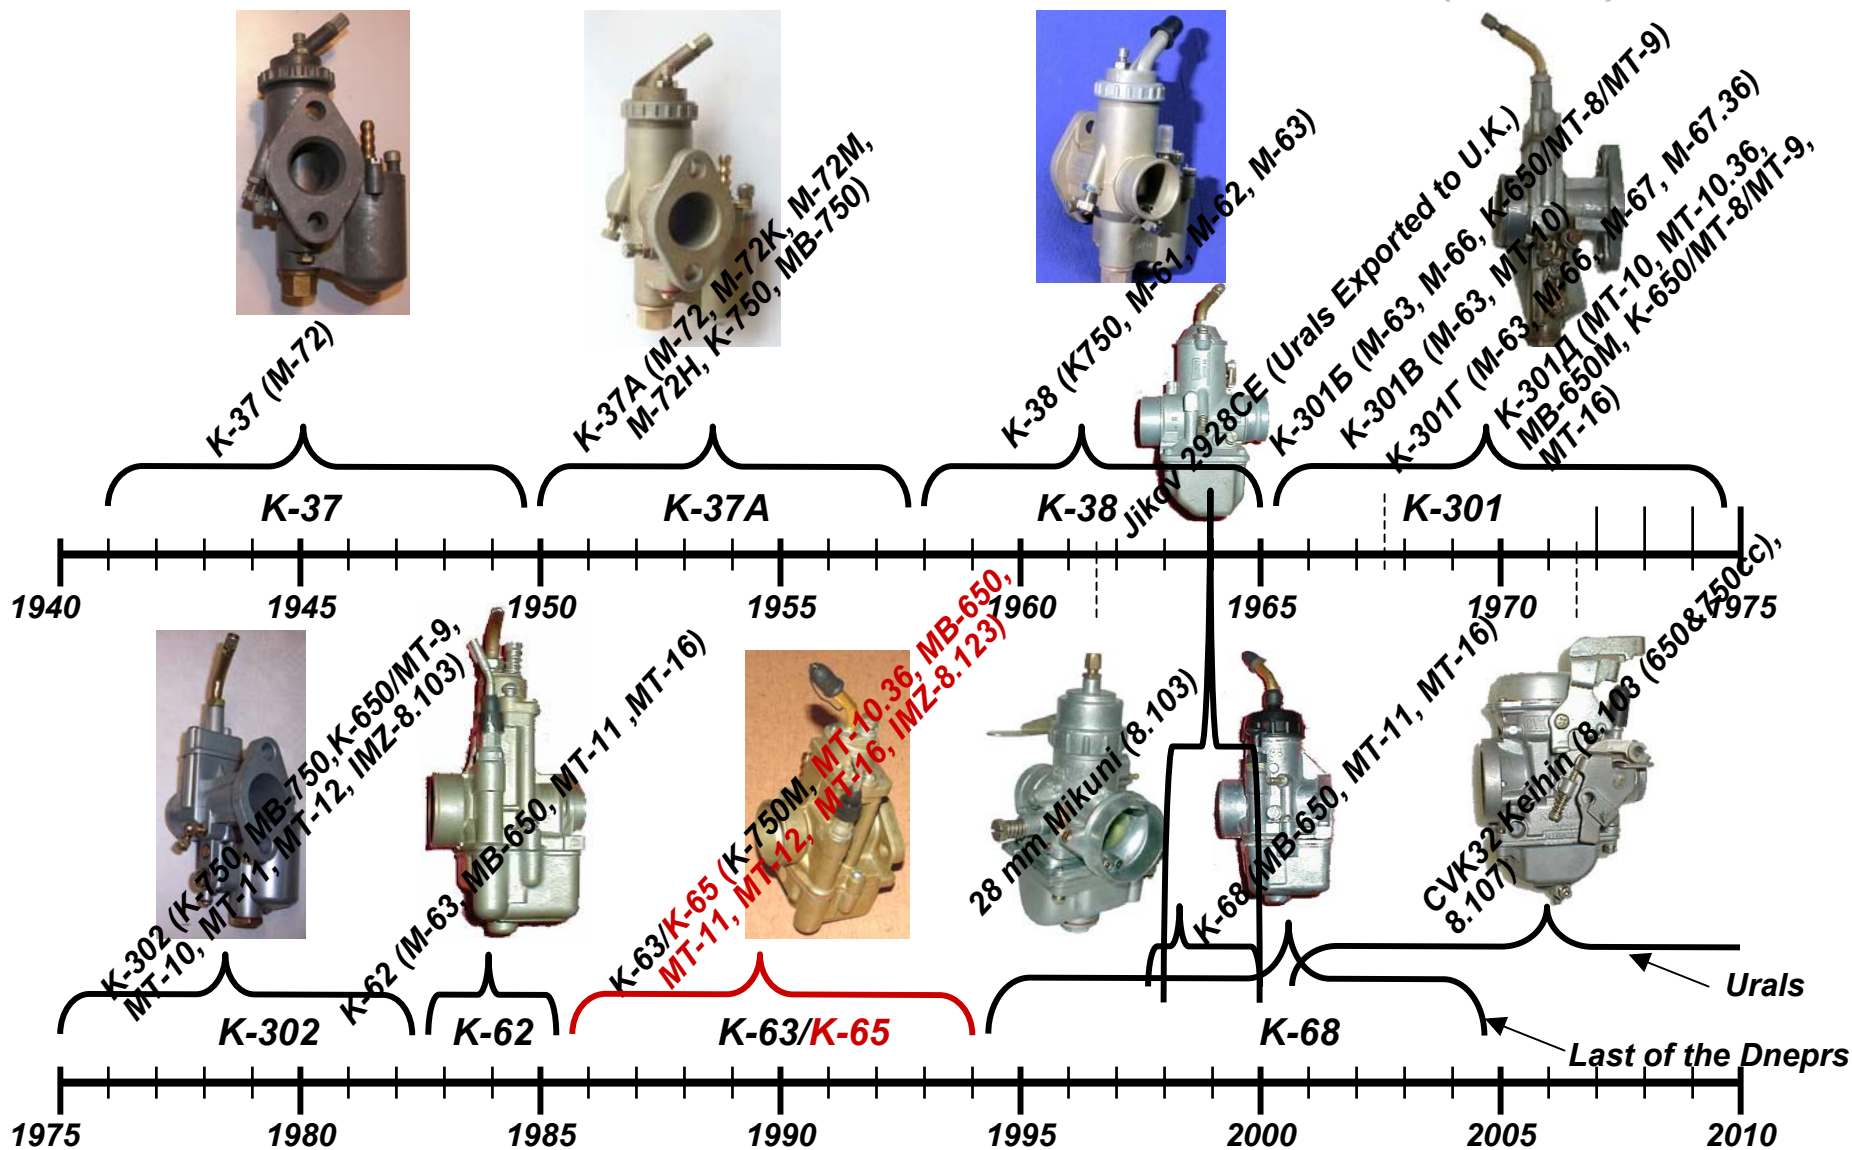 K-37 (M-72)
K-37A (M-72, M-72K, M-72M,
M-72H, K-750, MB-750)
K-38 (K750, M-61, M-62, M-63)
Jikov 2928CE (Urals Exported to U.K.)
K-301Б (M-63, M-66, K-650/MT-8/MT-9)
K-301В (M-63, MT-10)
K-301Г (M-63, M-66, M-67, M-67.36)
K-301Д (MT-10, MT-10.36,
MB-650M, K-650/MT-8/MT-9,
MT-16)
K-37
K-37A
K-38
K-301
1940
1945
1950
1955
1960
1965
1970
1975
K-302 (K-750, MB-750,K-650/MT-9,
MT-10, MT-11, MT-12, IMZ-8.103)
K-62 (M-63, MB-650, MT-11 ,MT-16)
K-63/K-65 (K-750M, MT-10.36, MB-650,
MT-11, MT-12, MT-16, IMZ-8.123)
28 mm Mikuni (8.103)
K-68 (MB-650, MT-11, MT-16)
CVK32 Keihin (8.103 (650&750cc),
8.107)
Urals
K-302
K-62
K-63/K-65
K-68
Last of the Dneprs
1975
1980
1985
1990
1995
2000
2005
2010